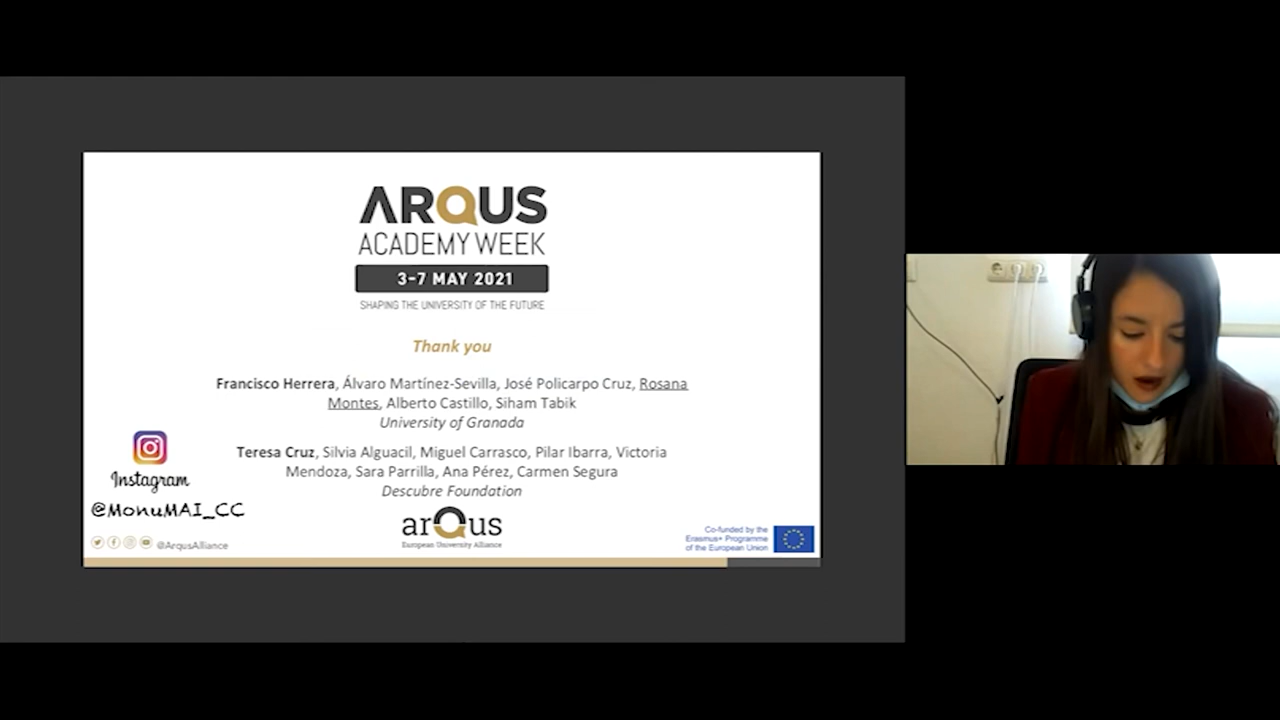 ARQUS
ACADEMY WEEK
3-7 MAY 2021
SHAPING THE UNIVERSITY OF THE FUTURE
Thank you
Francisco Herrera, Álvaro Martínez-Sevilla, José Policarpo Cruz, Rosana
Montes, Alberto Castillo, Siham Tabik
University of Granada
Teresa Cruz, Silvia Alguacil, Miguel Carrasco, Pilar Ibarra, Victoria
Mendoza, Sara Parrilla, Ana Pérez, Carmen Segura
Descubre Foundation
Instagram
@MonuMAI_CC
@ArqusAlliance
arQus
European University Alliance
Co-funded by the
Erasmus+ Programme
of the European Union